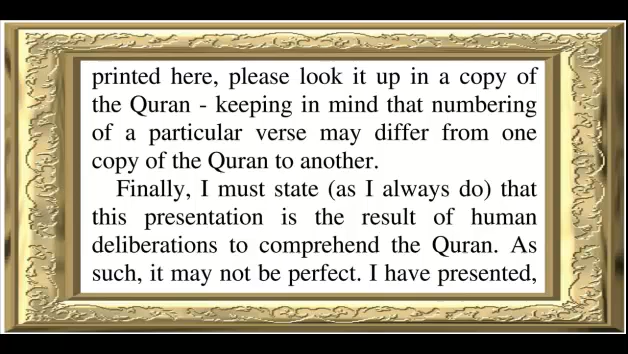 printed here, please look it up in a copy of
the Quran - keeping in mind that numbering
of a particular verse may differ from one
copy of the Quran to another.
Finally, I must state (as I always do) that
this presentation is the result of human
deliberations to comprehend the Quran. As
such, it may not be perfect. I have presented,